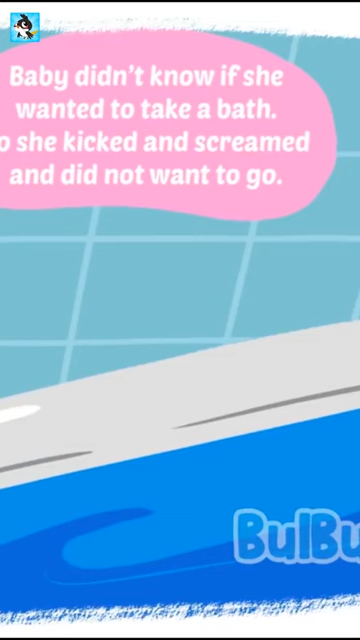 Baby didn't know if she
wanted to take a bath.
o she kicked and screamed
and did not want to go.
BulBu